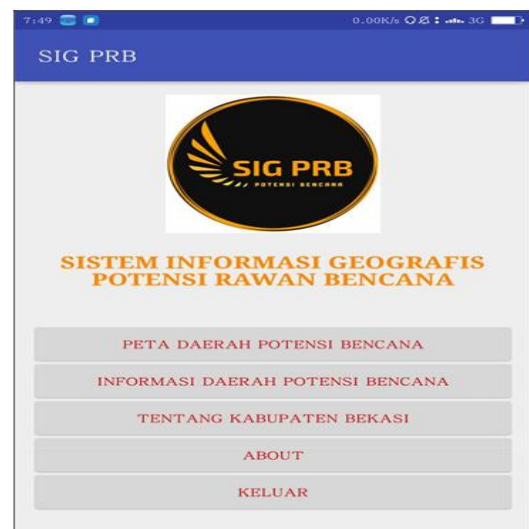 7:49 0.00K/s 3G
SIG PRB
SIG PRB
POTENSI BENCANA
SISTEM INFORMASI GEOGRAFIS
POTENSI RAWAN BENCANA
PETA DAERAH POTENSI BENCANA
INFORMASI DAERAH POTENSI BENCANA
TENTANG KABUPATEN BEKASI
ABOUT
KELUAR